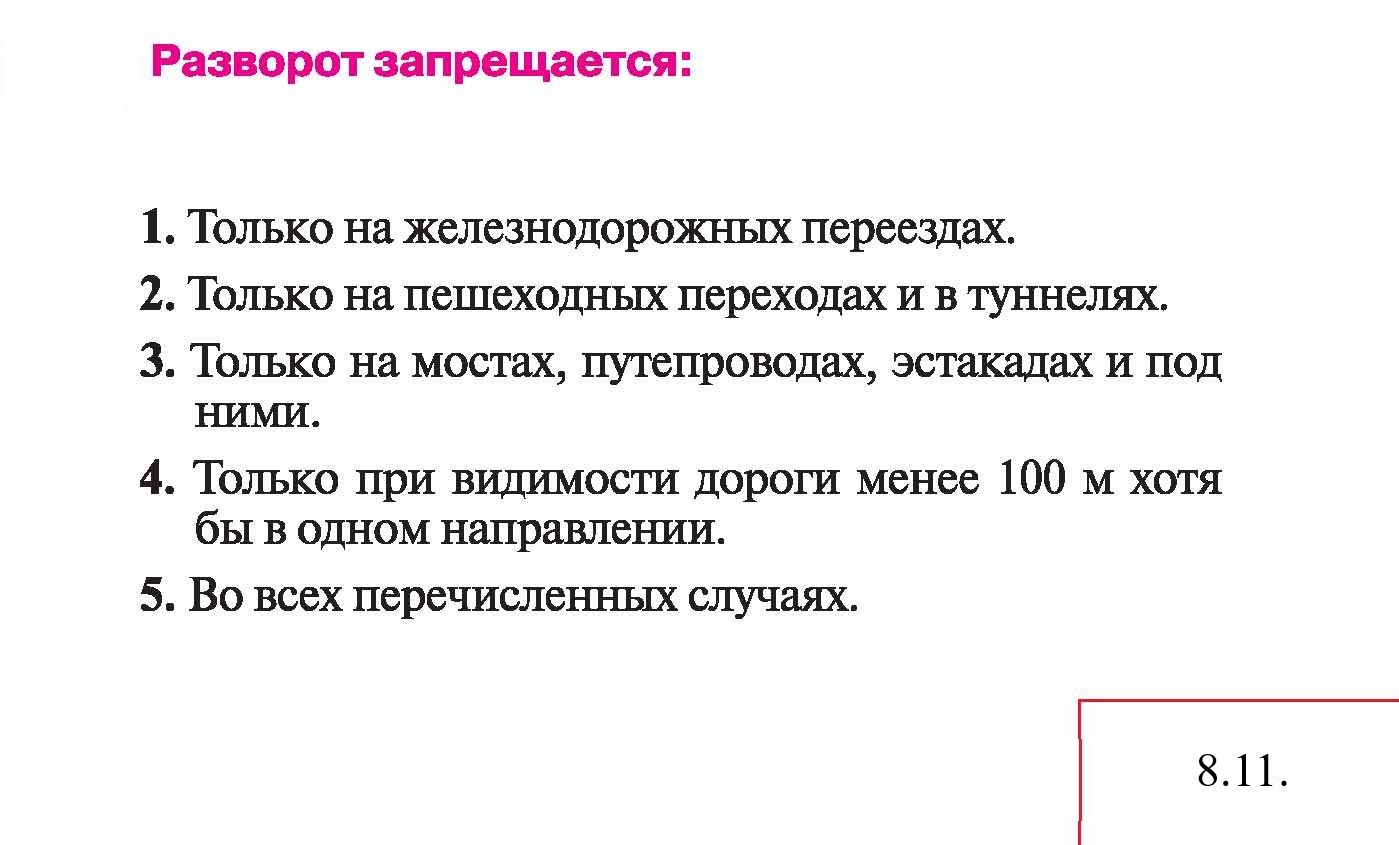 Разворот запрещается:
1. Только на железнодорожных переездах.
2. Только на пешеходных переходах и в туннелях.
3. Только на мостах, путепроводах, эстакадах и под
ними.
4. Только при видимости дороги менее 100 м хотя
бы в одном направлении.
5. Во всех перечисленных случаях.
8.11.